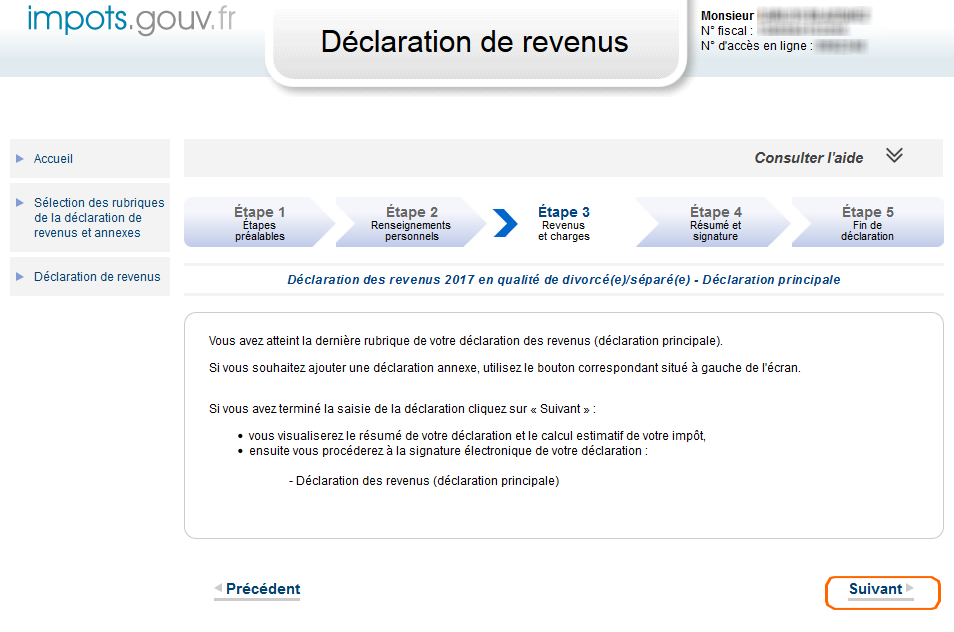 impots.gouv.fr
Déclaration de revenus
Monsieur
N° fiscal :
N° d'accès en ligne :
Accueil
Sélection des rubriques
de la déclaration de
revenus et annexes
Déclaration de revenus
Consulter l'aide
Étape 1
Étapes
préalables
Étape 2
Renseignements
personnels
Étape 3
Revenus
et charges
Étape 4
Résumé et
signature
Étape 5
Fin de
déclaration
Déclaration des revenus 2017 en qualité de divorcé(e)/séparé(e) - Déclaration principale
Vous avez atteint la dernière rubrique de votre déclaration des revenus (déclaration principale).
Si vous souhaitez ajouter une déclaration annexe, utilisez le bouton correspondant situé à gauche de l'écran.
Si vous avez terminé la saisie de la déclaration cliquez sur « Suivant » :
• vous visualiserez le résumé de votre déclaration et le calcul estimatif de votre impôt,
• ensuite vous procéderez à la signature électronique de votre déclaration :
- Déclaration des revenus (déclaration principale)
Précédent
Suivant